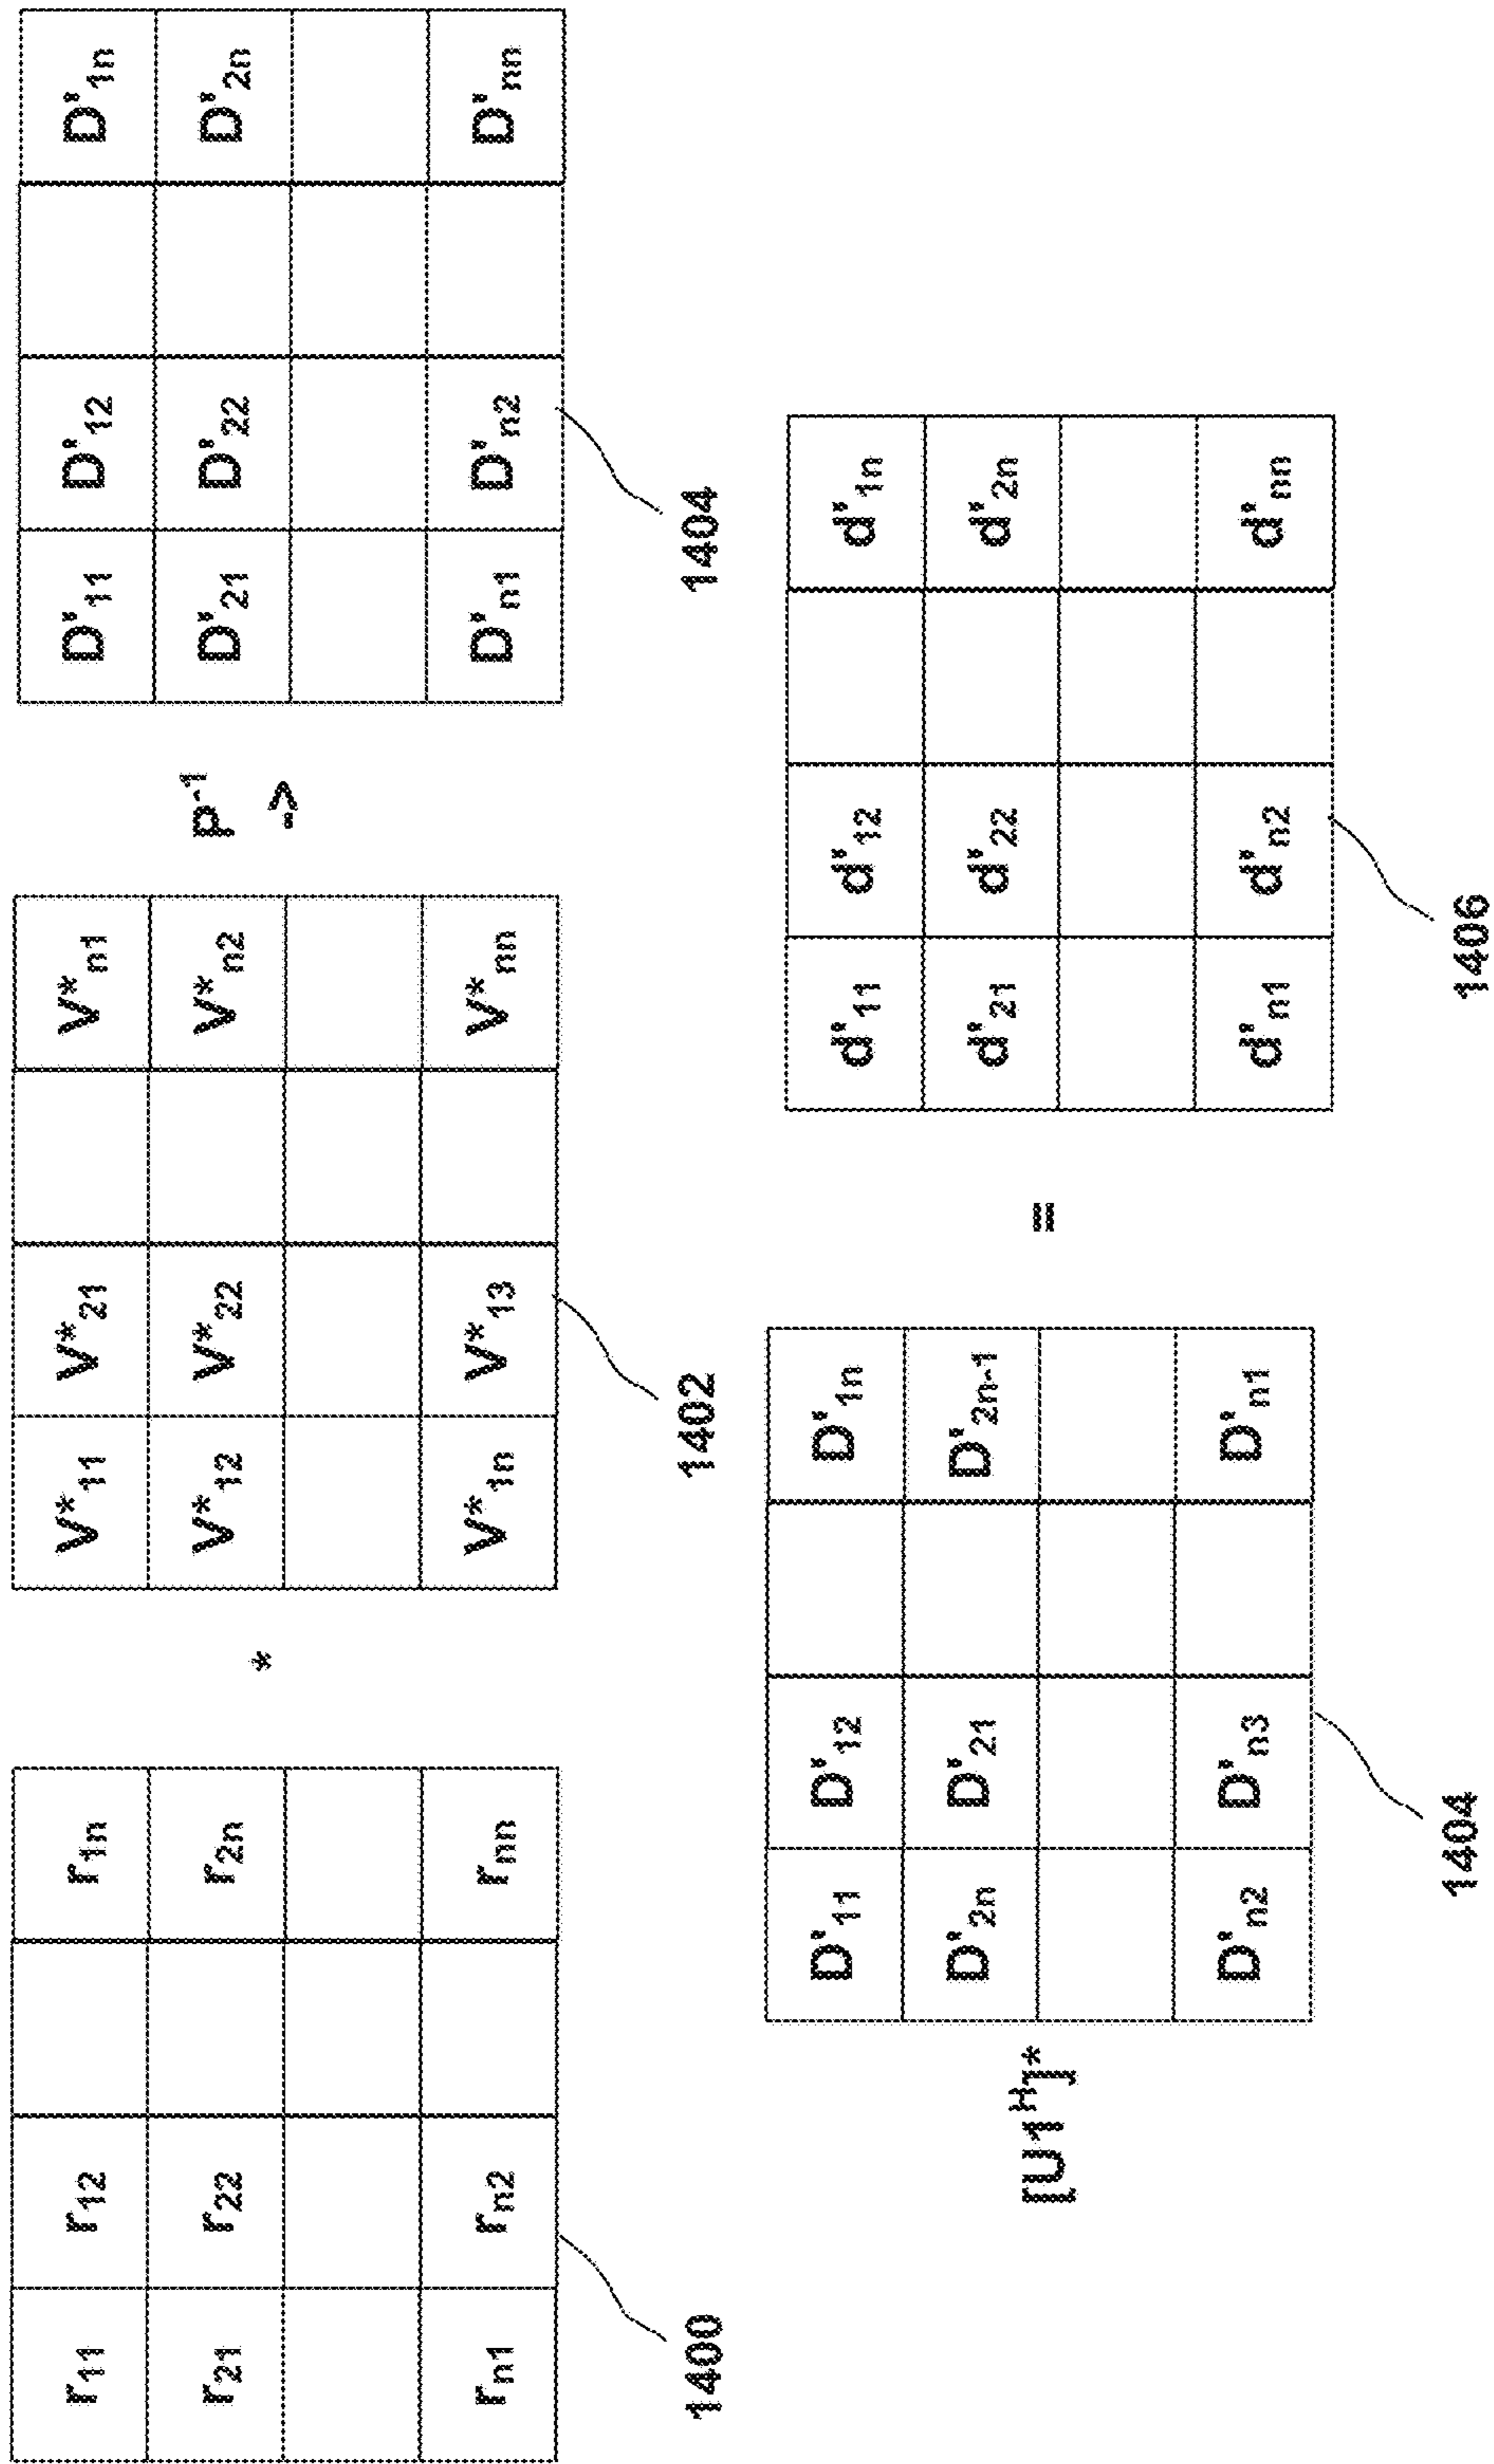 r11 r12 r1n
r21 r22 r2n
rn1 rn2 rnn
1400
*
V*11 V*21 V*n1
V*12 V*22 V*n2
V*1n V*13 V*nn
1402
P-1
->
D'11 D'12 D'1n
D'21 D'22 D'2n
D'n1 D'n2 D'nn
1404
[U1H]*
D'11 D'12 D'1n
D'2n D'21 D'2n-1
D'n2 D'n3 D'n1
1404
=
d'11 d'12 d'1n
d'21 d'22 d'2n
d'n1 d'n2 d'nn
1406